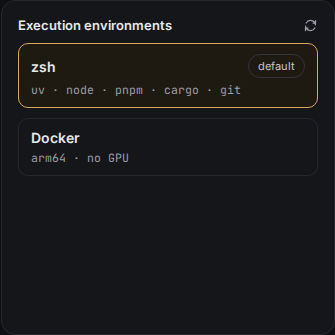 Execution environments
zsh
default
uv · node · pnpm · cargo · git
Docker
arm64 · no GPU